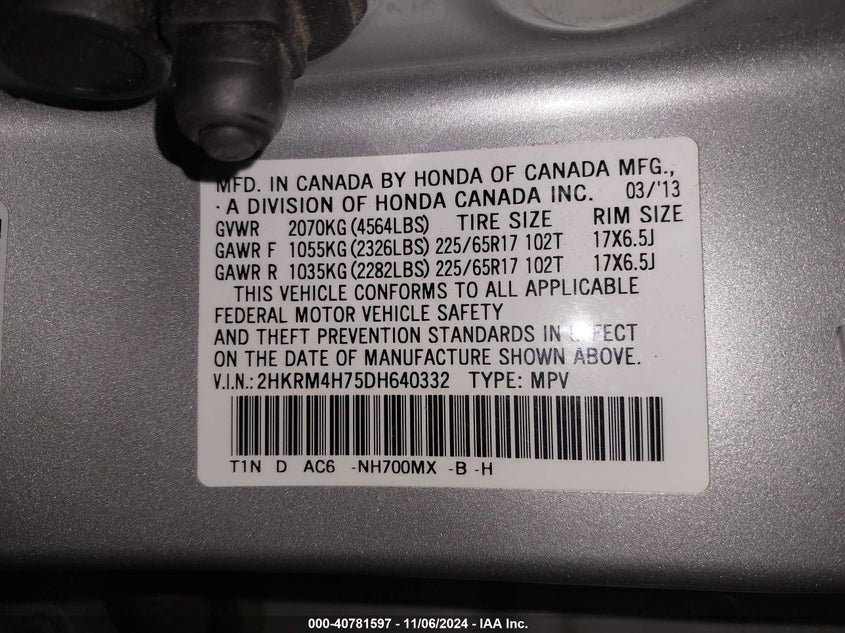 MFD. IN CANADA BY HONDA OF CANADA MFG.,
· A DIVISION OF HONDA CANADA INC. 03/'13
GVWR 2070KG (4564LBS) TIRE SIZE RIM SIZE
GAWR F 1055KG (2326LBS) 225/65R17 102T 17X6.5J
GAWR R 1035KG (2282LBS) 225/65R17 102T 17X6.5J
THIS VEHICLE CONFORMS TO ALL APPLICABLE
FEDERAL MOTOR VEHICLE SAFETY
AND THEFT PREVENTION STANDARDS IN EFFECT
ON THE DATE OF MANUFACTURE SHOWN ABOVE.
V.I.N.: 2HKRM4H75DH640332 TYPE: MPV
T1N D AC6 -NH700MX -B -H
000-40781597 - 11/06/2024 - IAA Inc.